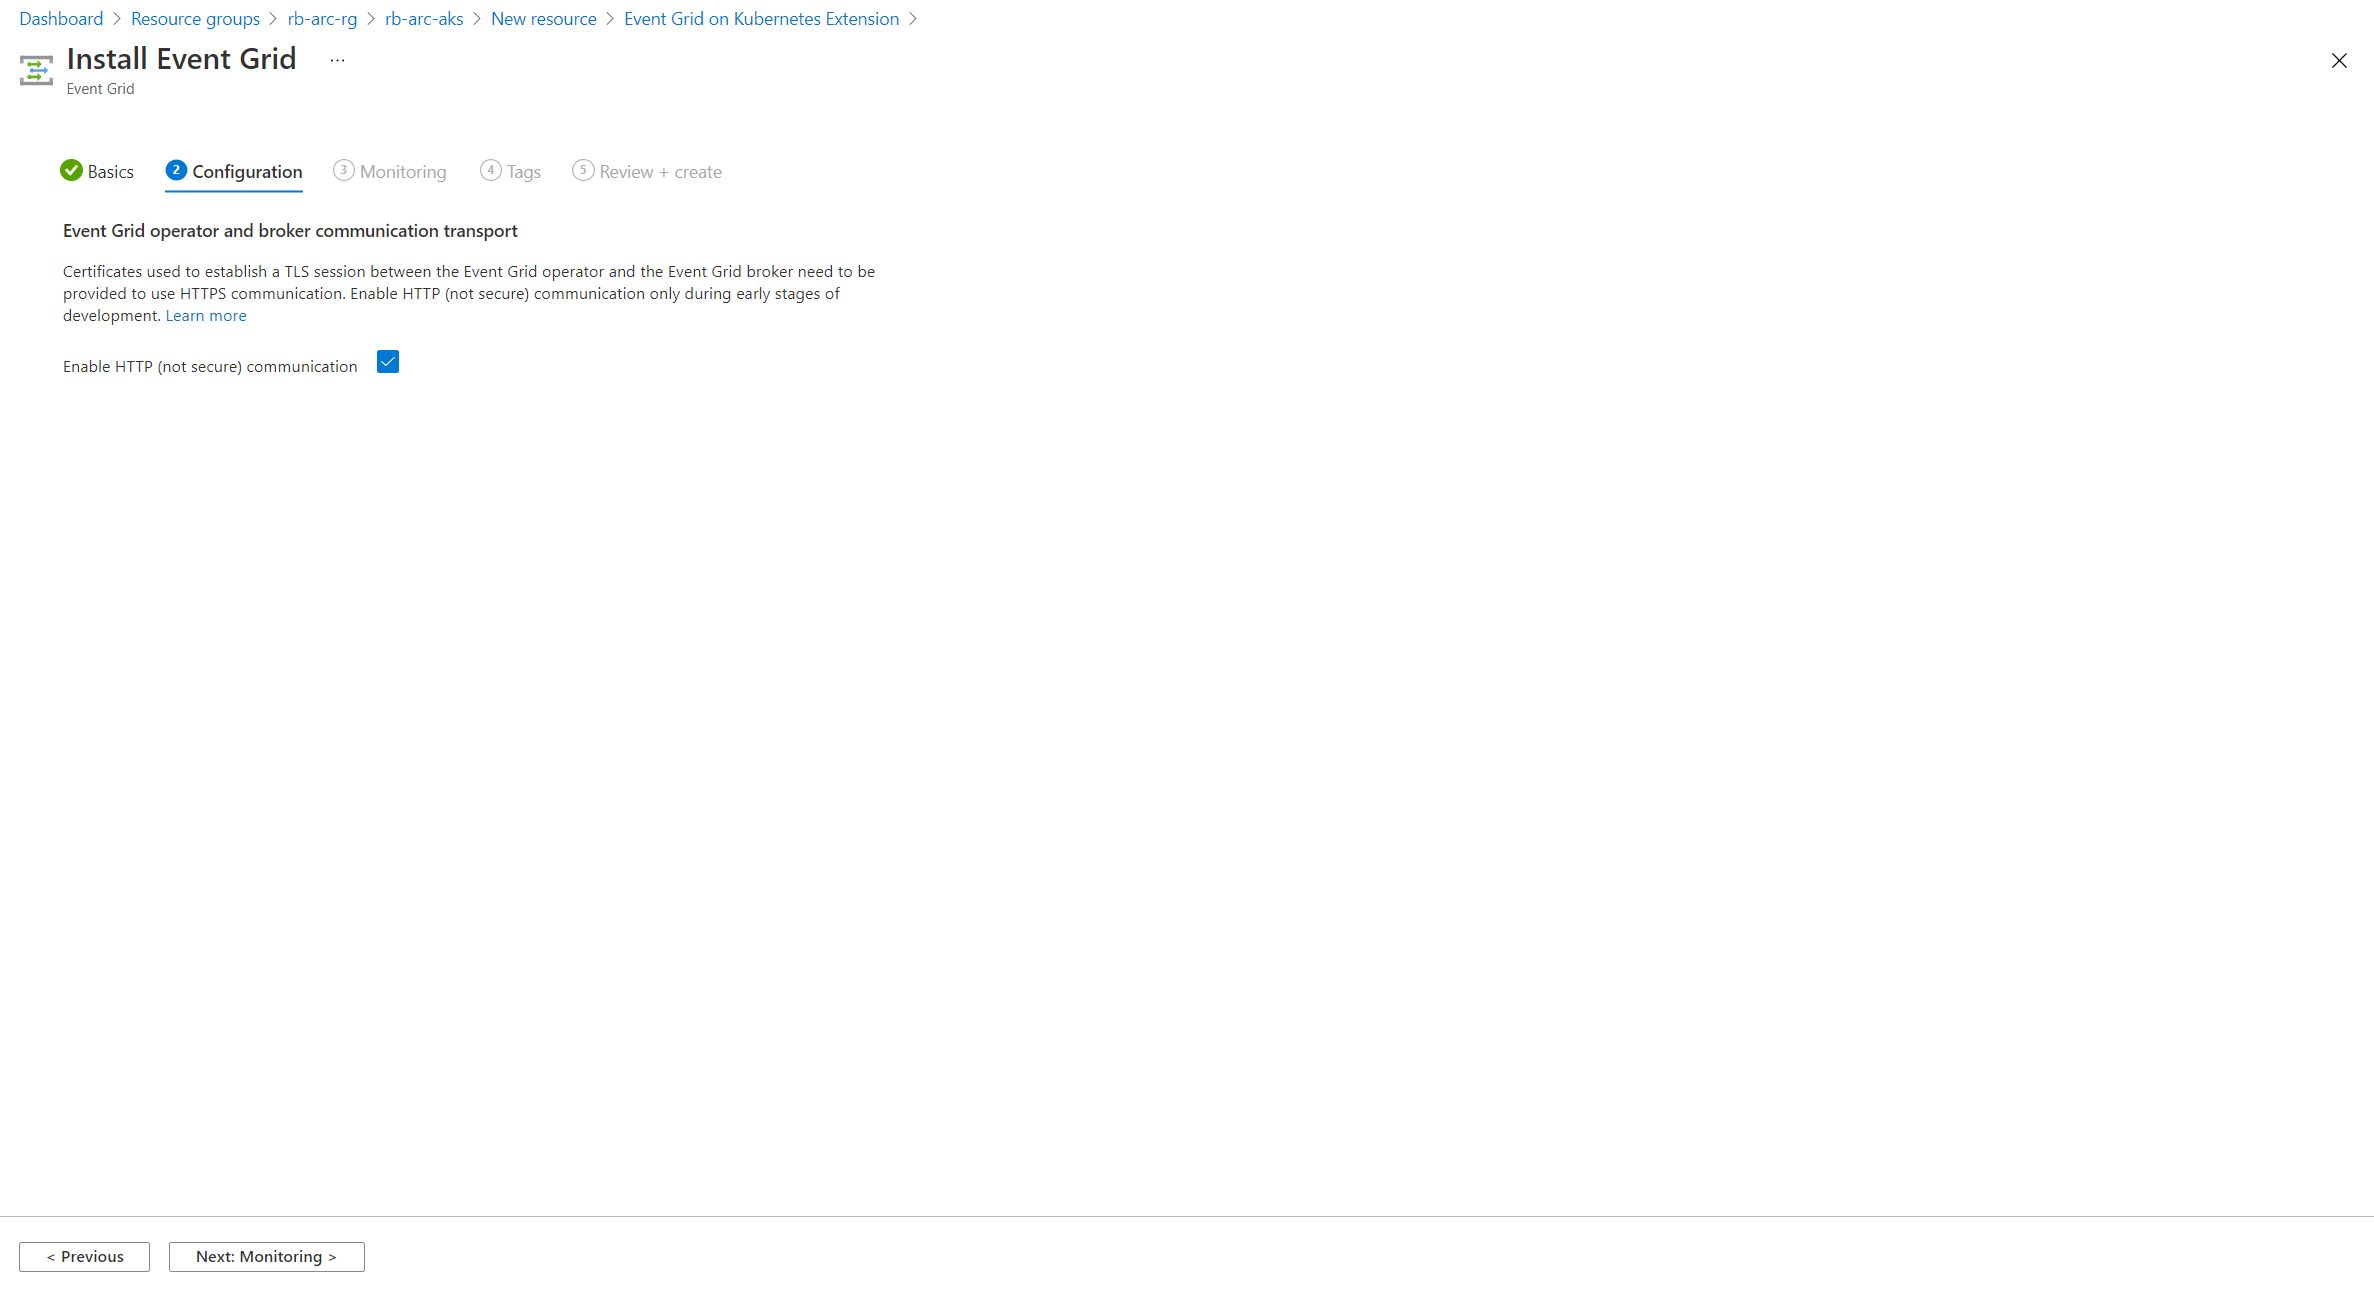 Dashboard > Resource groups > rb-arc-rg > rb-arc-aks > New resource > Event Grid on Kubernetes Extension >
Install Event Grid ...
Event Grid
Basics 2 Configuration 3 Monitoring 4 Tags 5 Review + create
Event Grid operator and broker communication transport
Certificates used to establish a TLS session between the Event Grid operator and the Event Grid broker need to be
provided to use HTTPS communication. Enable HTTP (not secure) communication only during early stages of
development. Learn more
Enable HTTP (not secure) communication
< Previous Next: Monitoring >